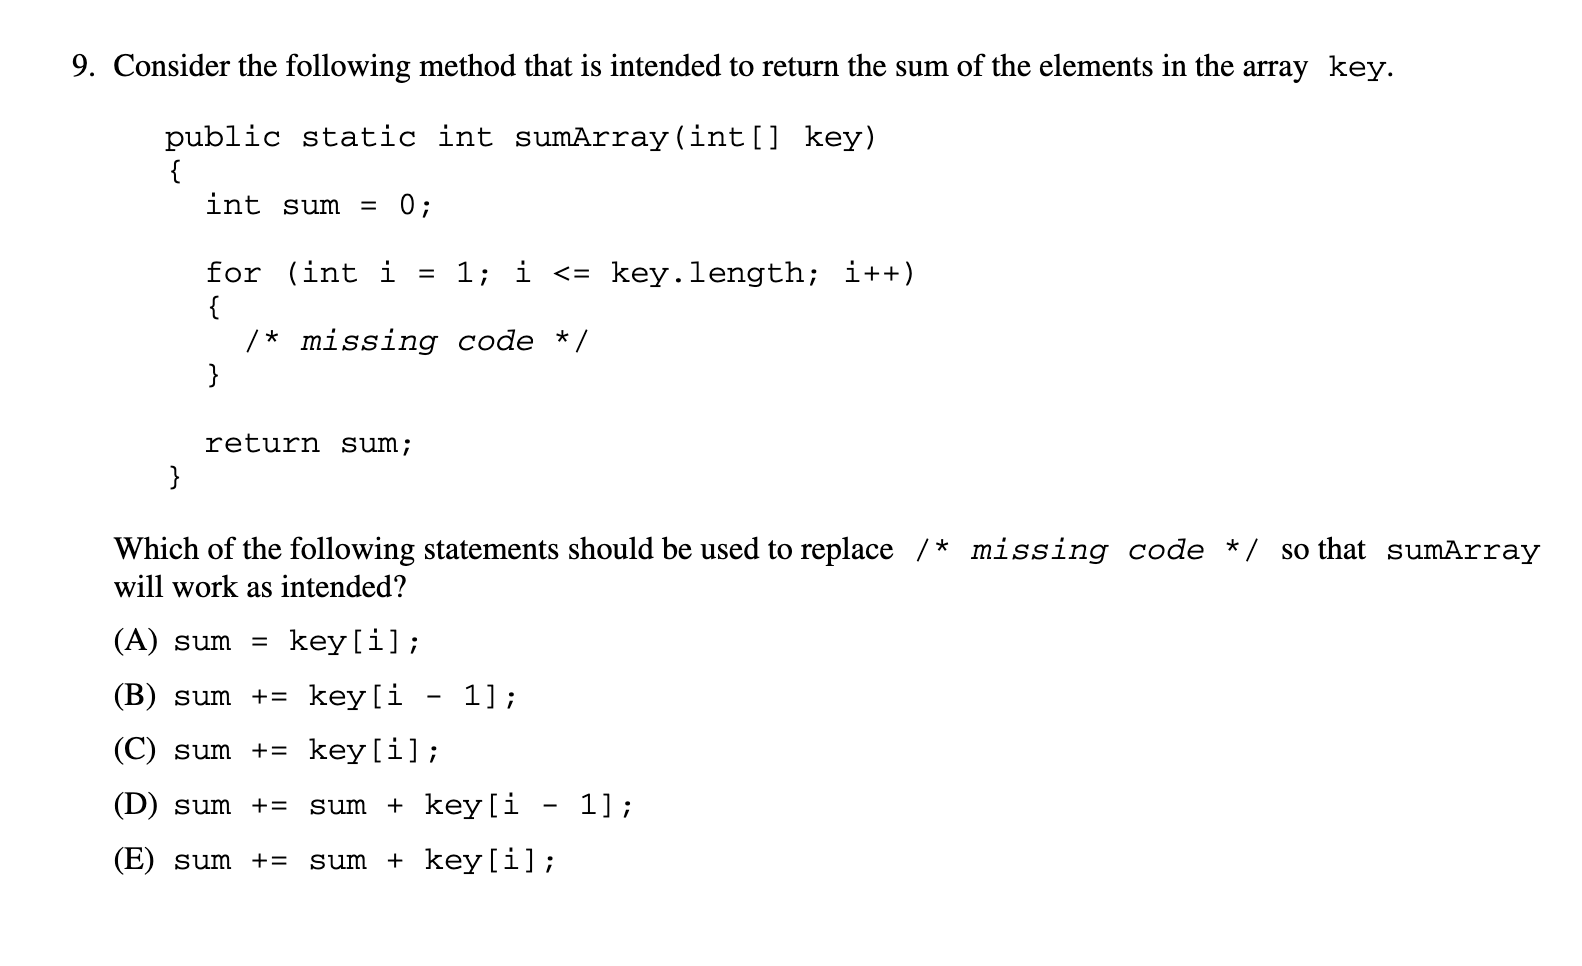 9. Consider the following method that is intended to return the sum of the elements in the array key.
public static int sumArray(int[] key)
{
int sum = 0;
for (int i = 1; i <= key.length; i++)
{
/* missing code */
}
return sum;
}
Which of the following statements should be used to replace /* missing code */ so that sumArray
will work as intended?
(A) sum = key[i];
(B) sum += key[i - 1];
(C) sum += key[i];
(D) sum += sum + key[i - 1];
(E) sum += sum + key[i];